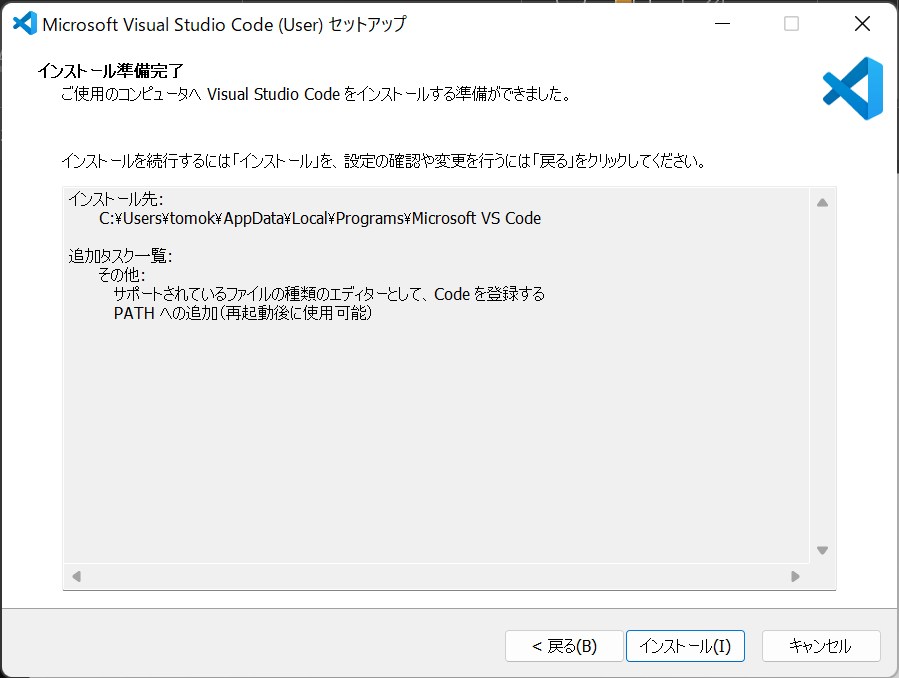 Microsoft Visual Studio Code (User) セットアップ
インストール準備完了
ご使用のコンピュータへ Visual Studio Code をインストールする準備ができました。
インストールを続行するには「インストール」を、設定の確認や変更を行うには「戻る」をクリックしてください。
インストール先:
C:¥Users¥tomok¥AppData¥Local¥Programs¥Microsoft VS Code
追加タスク一覧:
その他:
サポートされているファイルの種類のエディターとして、Code を登録する
PATH への追加（再起動後に使用可能）
< 戻る(B) インストール(I) キャンセル